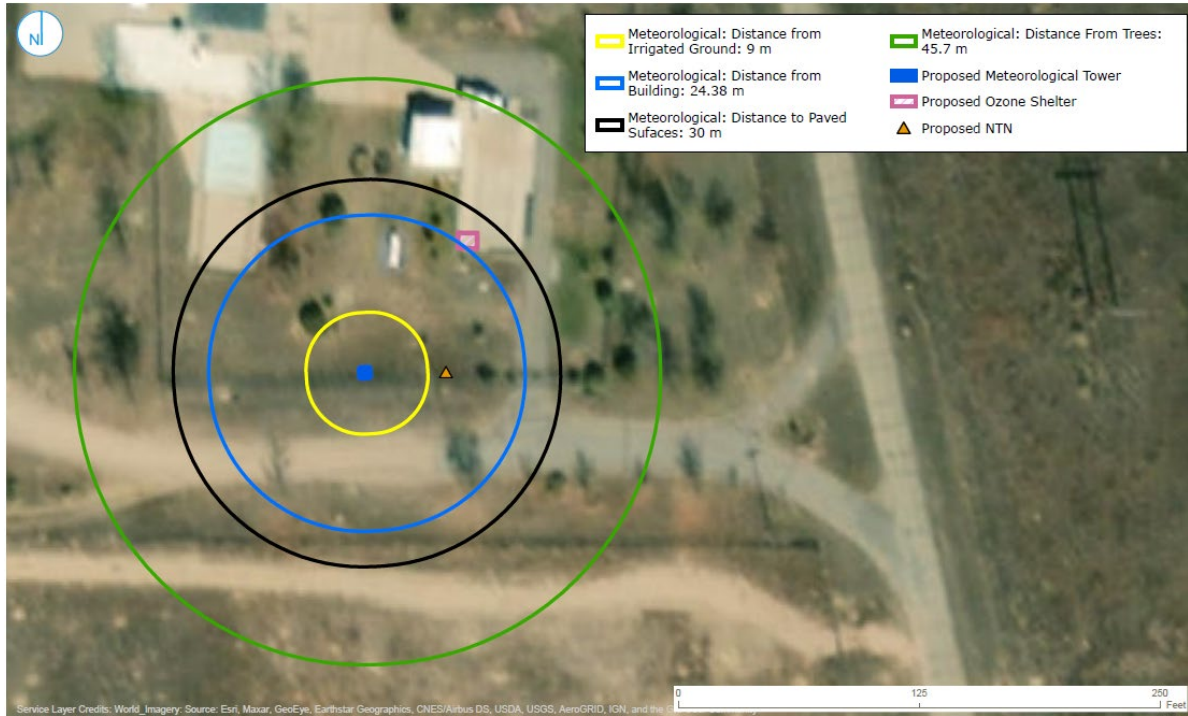 N
Meteorological: Distance from
Irrigated Ground: 9 m
Meteorological: Distance from
Building: 24.38 m
Meteorological: Distance to Paved
Sufaces: 30 m
Meteorological: Distance From Trees:
45.7 m
Proposed Meteorological Tower
Proposed Ozone Shelter
Proposed NTN
0 125 250
Feet
Service Layer Credits: World_Imagery: Source: Esri, Maxar, GeoEye, Earthstar Geographics, CNES/Airbus DS, USDA, USGS, AeroGRID, IGN, and the G